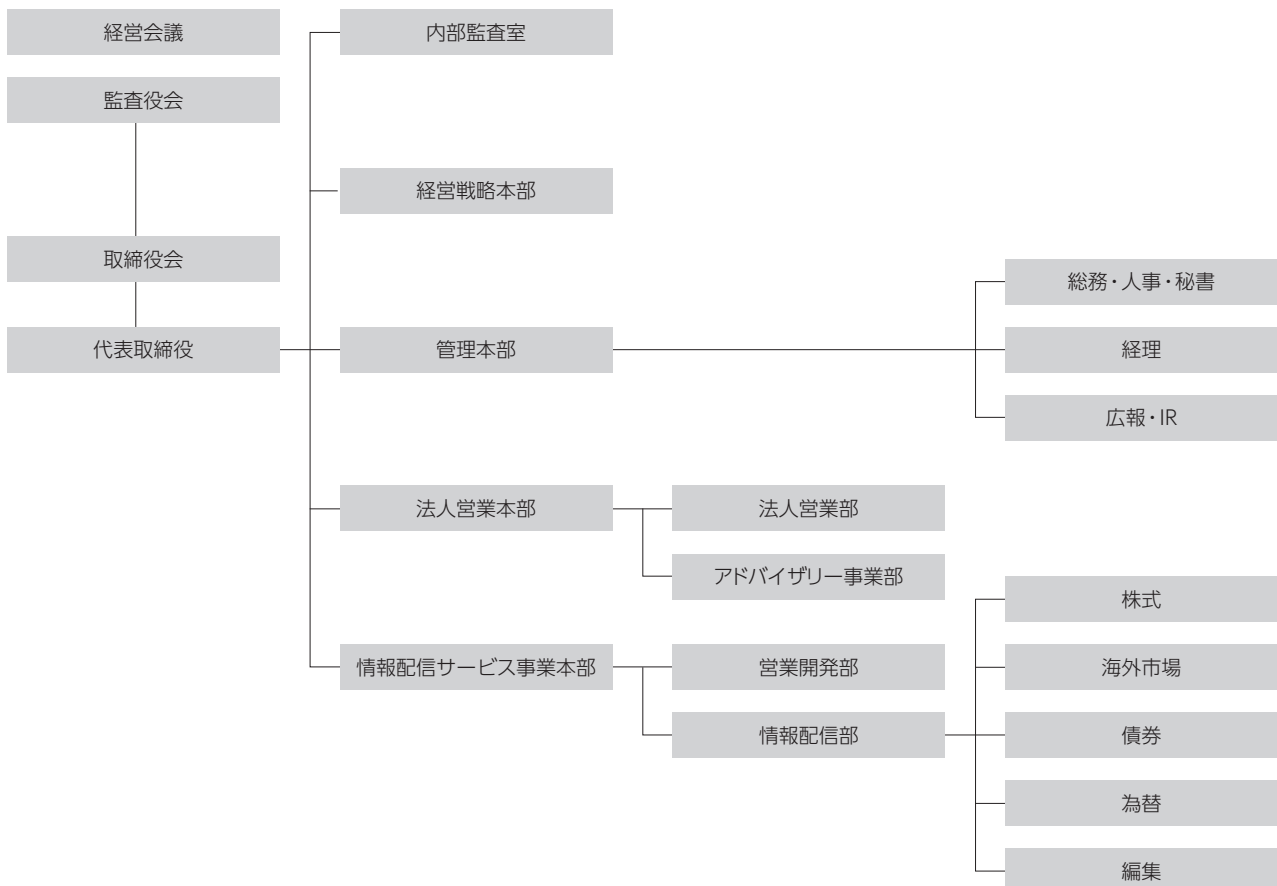 経営会議
監査役会
取締役会
代表取締役
内部監査室
経営戦略本部
管理本部
総務・人事・秘書
経理
広報・IR
法人営業本部
法人営業部
アドバイザリー事業部
情報配信サービス事業本部
営業開発部
情報配信部
株式
海外市場
債券
為替
編集